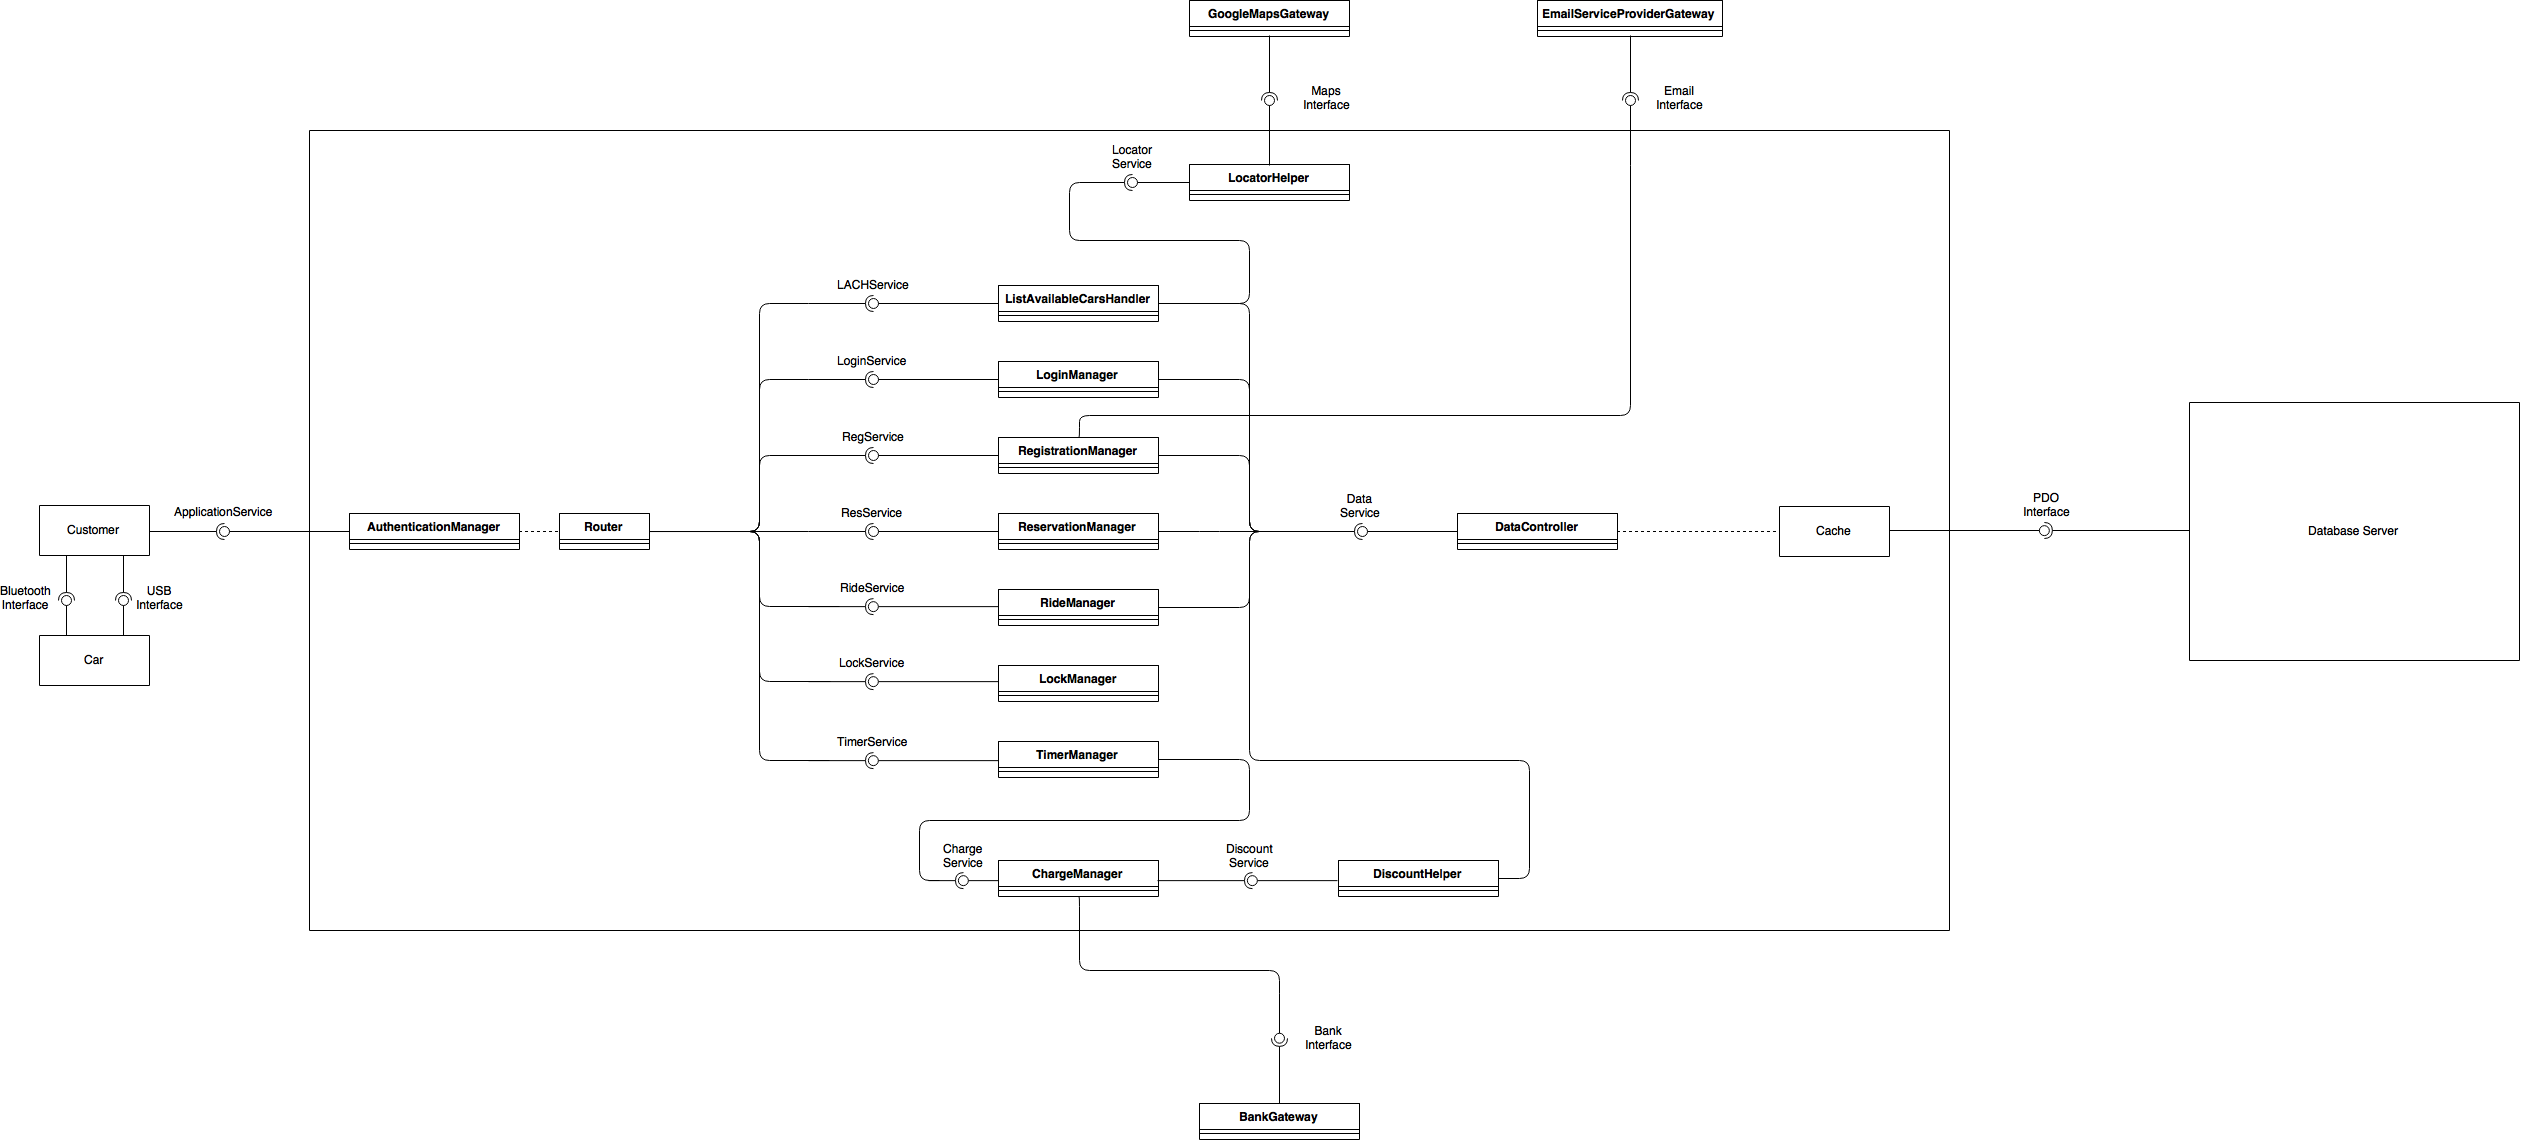 GoogleMapsGateway
EmailServiceProviderGateway
Maps
Interface
Email
Interface
Locator
Service
LocatorHelper
LACHService
ListAvailableCarsHandler
LoginService
LoginManager
RegService
RegistrationManager
Customer
ApplicationService
AuthenticationManager
Router
ResService
ReservationManager
Data
Service
DataController
Cache
PDO
Interface
Database Server
Bluetooth
Interface
USB
Interface
Car
RideService
RideManager
LockService
LockManager
TimerService
TimerManager
Charge
Service
ChargeManager
Discount
Service
DiscountHelper
Bank
Interface
BankGateway